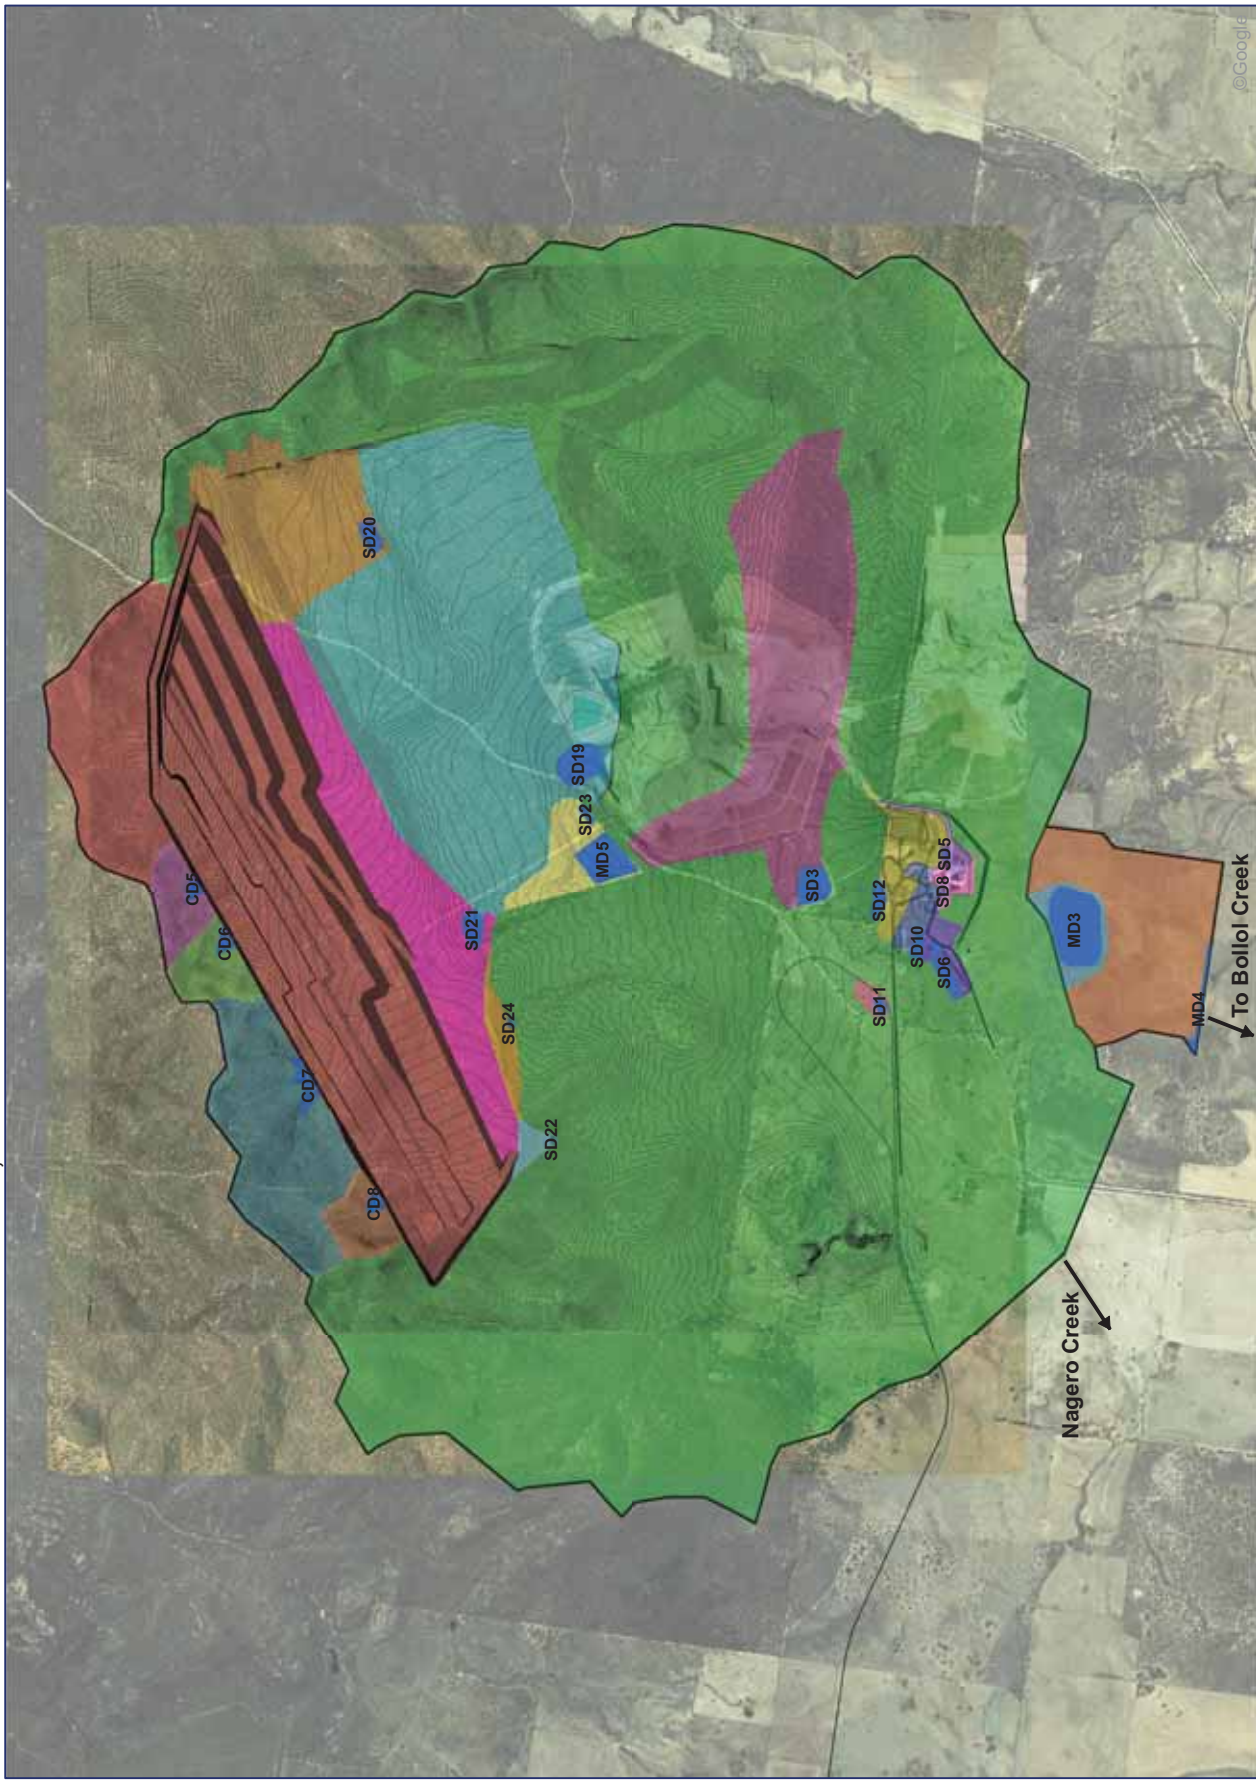 ©Google
SD20
CD5
CD6
SD19
SD23
MD5
SD21
CD7
SD24
SD3
SD12
SD8 SD5
SD10
SD6
SD11
SD22
CD8
MD3
MD4
To Bollol Creek
Nagero Creek